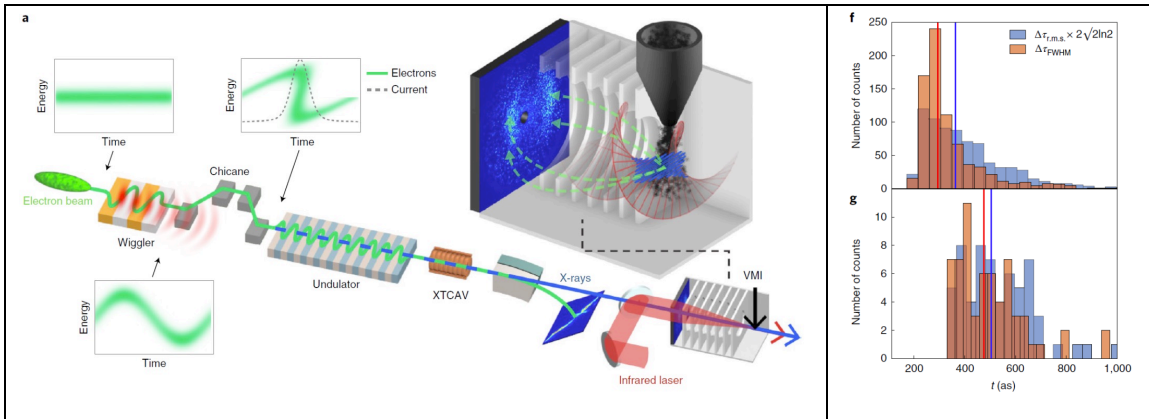 a
Energy
Time
Energy
Time
Electrons
Current
Chicane
Electron beam
Wiggler
Energy
Time
Undulator
XTCAV
X-rays
VMI
Infrared laser
f
250
200
150
100
50
0
Number of counts
Δτr.m.s. × 2√2ln2
ΔτFWHM
g
10
8
6
4
2
0
Number of counts
200 400 600 800 1,000
t (as)